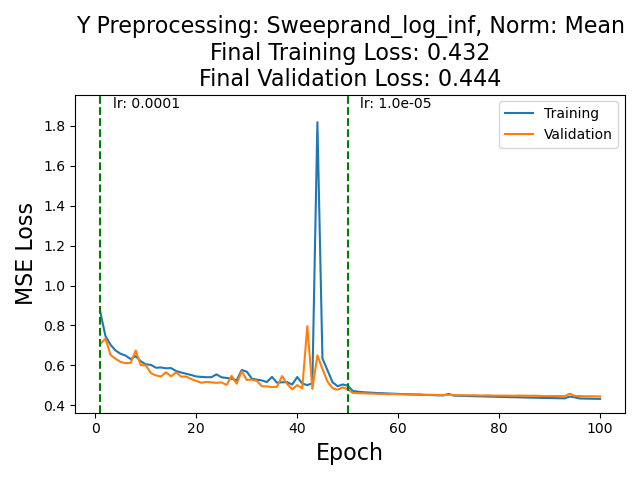 Y Preprocessing: Sweeprand_log_inf, Norm: Mean
Final Training Loss: 0.432
Final Validation Loss: 0.444
lr: 0.0001
lr: 1.0e-05
Training
Validation
1.8
1.6
1.4
1.2
1.0
0.8
0.6
0.4
MSE Loss
0
20
40
60
80
100
Epoch